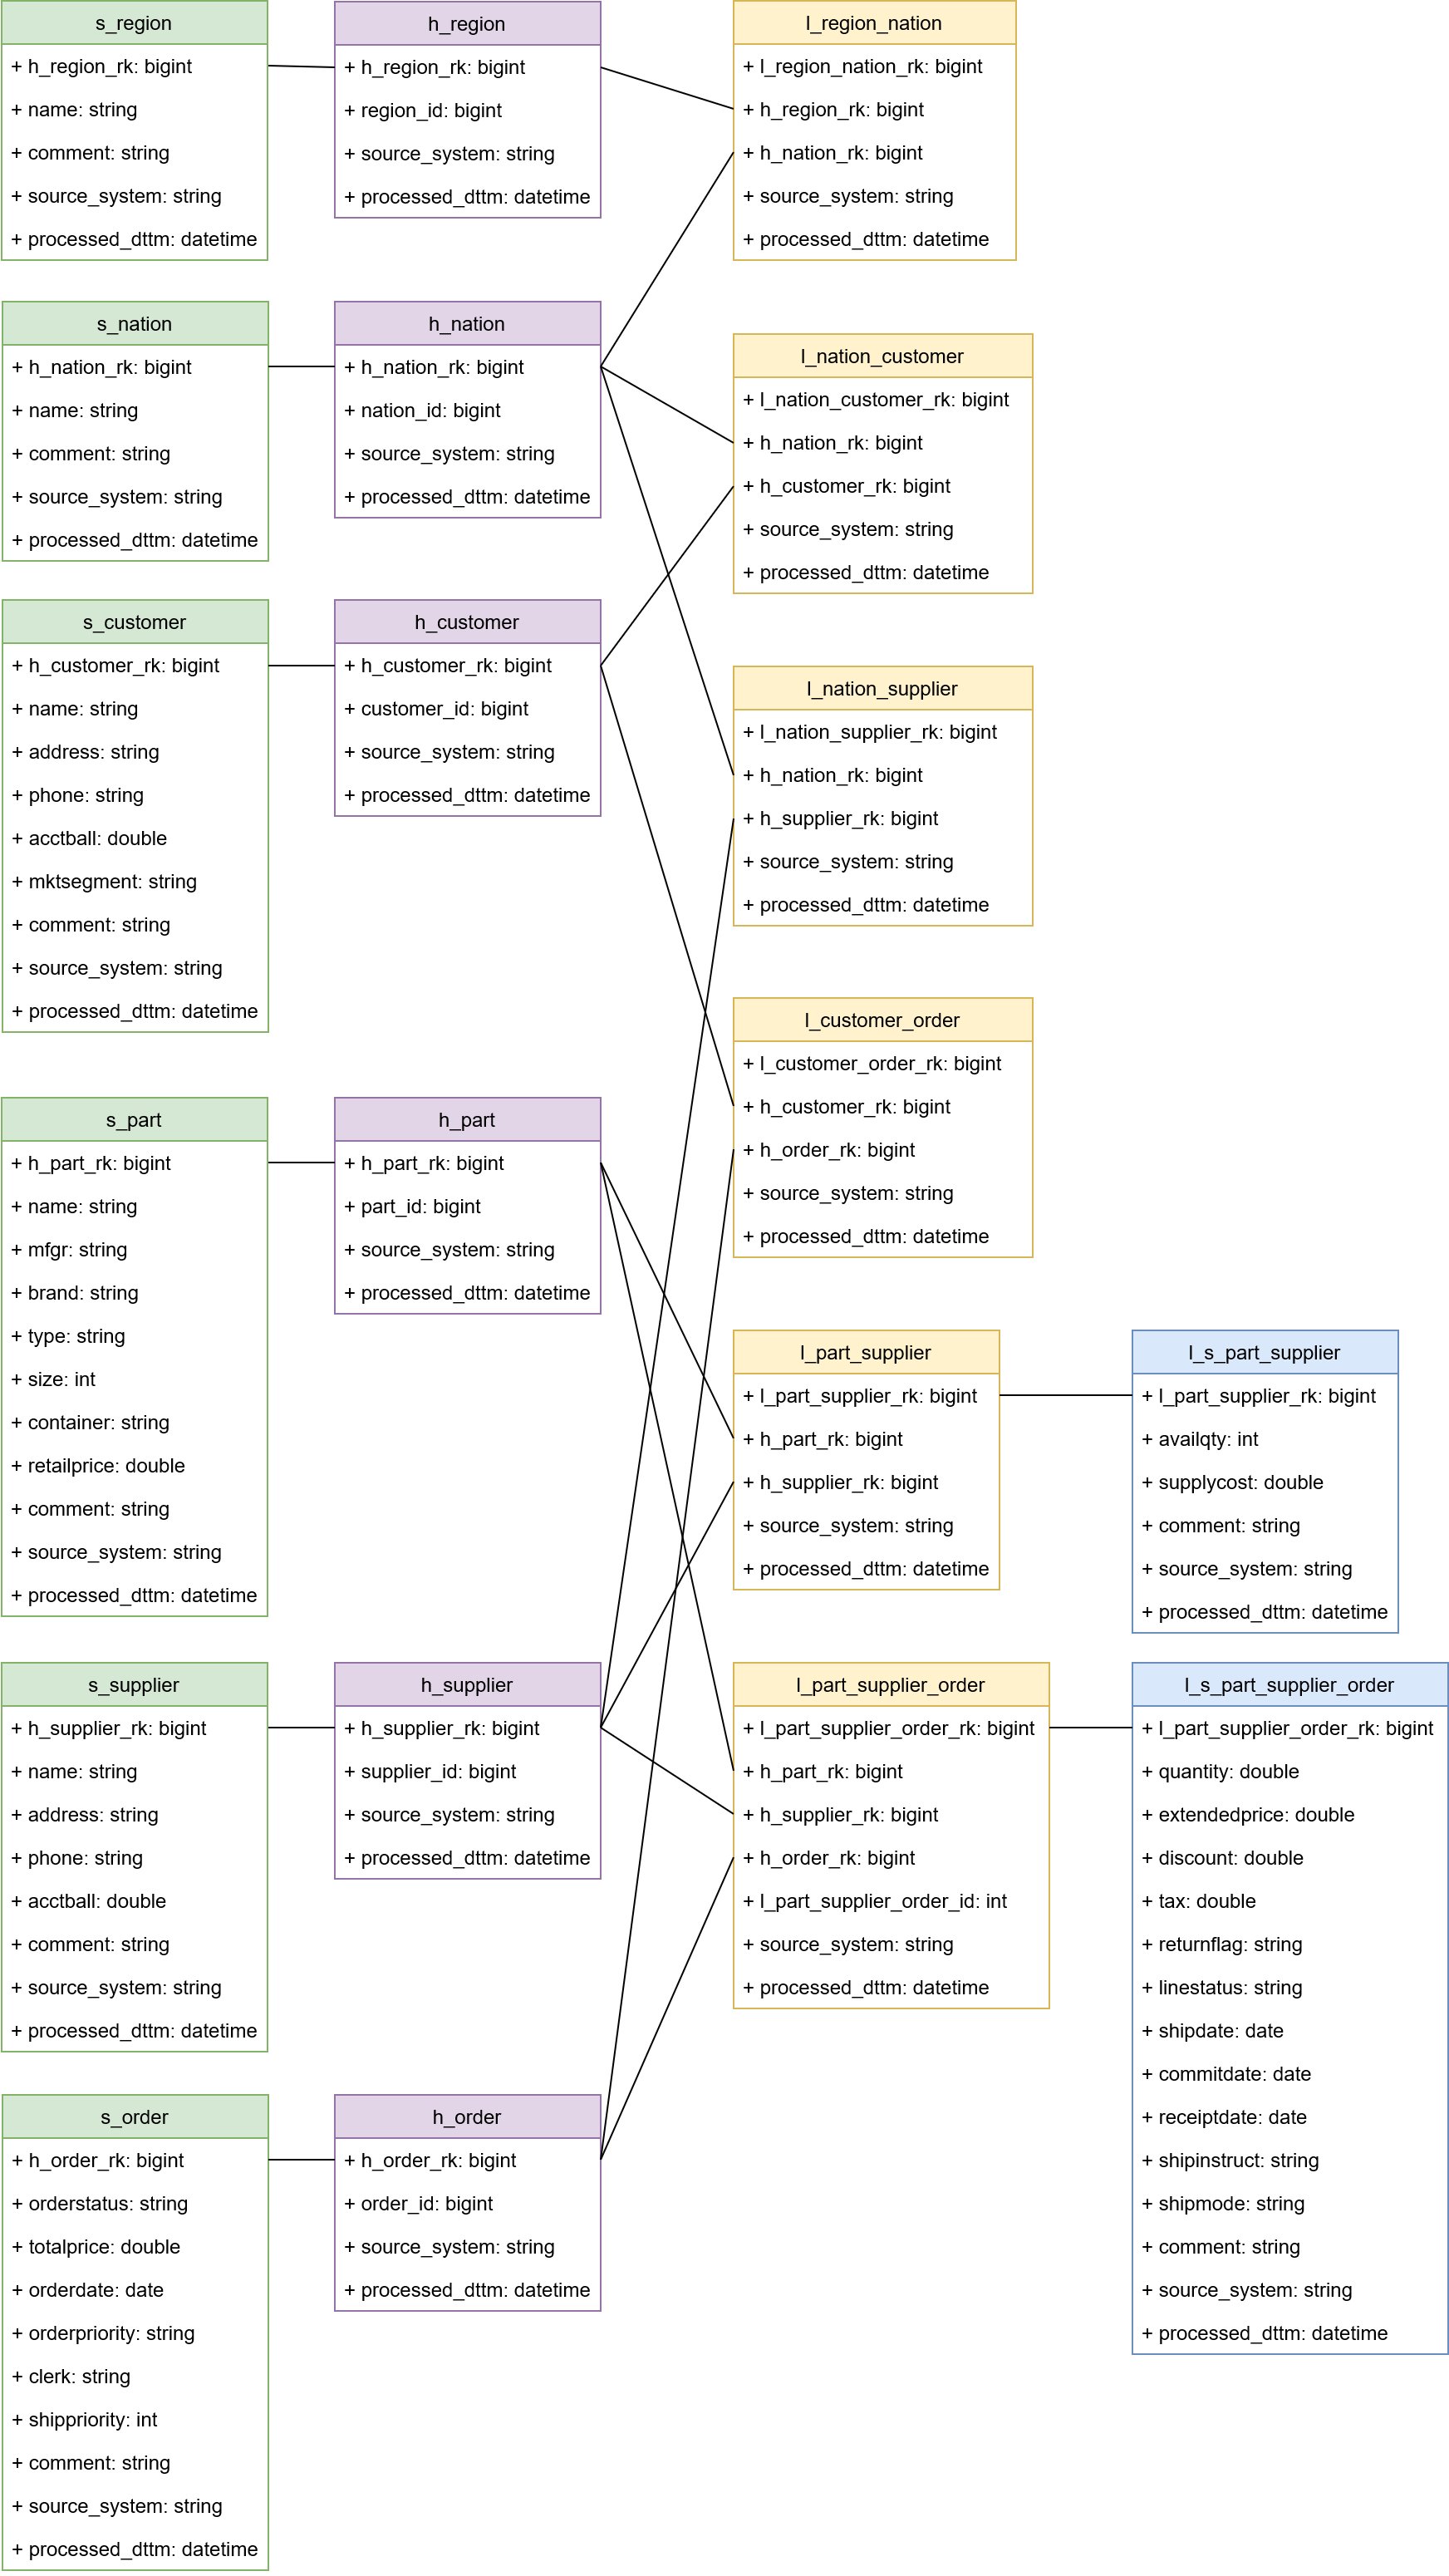 s_region
+ h_region_rk: bigint
+ name: string
+ comment: string
+ source_system: string
+ processed_dttm: datetime
h_region
+ h_region_rk: bigint
+ region_id: bigint
+ source_system: string
+ processed_dttm: datetime
l_region_nation
+ l_region_nation_rk: bigint
+ h_region_rk: bigint
+ h_nation_rk: bigint
+ source_system: string
+ processed_dttm: datetime
s_nation
+ h_nation_rk: bigint
+ name: string
+ comment: string
+ source_system: string
+ processed_dttm: datetime
h_nation
+ h_nation_rk: bigint
+ nation_id: bigint
+ source_system: string
+ processed_dttm: datetime
l_nation_customer
+ l_nation_customer_rk: bigint
+ h_nation_rk: bigint
+ h_customer_rk: bigint
+ source_system: string
+ processed_dttm: datetime
s_customer
+ h_customer_rk: bigint
+ name: string
+ address: string
+ phone: string
+ acctball: double
+ mktsegment: string
+ comment: string
+ source_system: string
+ processed_dttm: datetime
h_customer
+ h_customer_rk: bigint
+ customer_id: bigint
+ source_system: string
+ processed_dttm: datetime
l_nation_supplier
+ l_nation_supplier_rk: bigint
+ h_nation_rk: bigint
+ h_supplier_rk: bigint
+ source_system: string
+ processed_dttm: datetime
l_customer_order
+ l_customer_order_rk: bigint
+ h_customer_rk: bigint
+ h_order_rk: bigint
+ source_system: string
+ processed_dttm: datetime
s_part
+ h_part_rk: bigint
+ name: string
+ mfgr: string
+ brand: string
+ type: string
+ size: int
+ container: string
+ retailprice: double
+ comment: string
+ source_system: string
+ processed_dttm: datetime
h_part
+ h_part_rk: bigint
+ part_id: bigint
+ source_system: string
+ processed_dttm: datetime
l_part_supplier
+ l_part_supplier_rk: bigint
+ h_part_rk: bigint
+ h_supplier_rk: bigint
+ source_system: string
+ processed_dttm: datetime
l_s_part_supplier
+ l_part_supplier_rk: bigint
+ availqty: int
+ supplycost: double
+ comment: string
+ source_system: string
+ processed_dttm: datetime
s_supplier
+ h_supplier_rk: bigint
+ name: string
+ address: string
+ phone: string
+ acctball: double
+ comment: string
+ source_system: string
+ processed_dttm: datetime
h_supplier
+ h_supplier_rk: bigint
+ supplier_id: bigint
+ source_system: string
+ processed_dttm: datetime
l_part_supplier_order
+ l_part_supplier_order_rk: bigint
+ h_part_rk: bigint
+ h_supplier_rk: bigint
+ h_order_rk: bigint
+ l_part_supplier_order_id: int
+ source_system: string
+ processed_dttm: datetime
l_s_part_supplier_order
+ l_part_supplier_order_rk: bigint
+ quantity: double
+ extendedprice: double
+ discount: double
+ tax: double
+ returnflag: string
+ linestatus: string
+ shipdate: date
+ commitdate: date
+ receiptdate: date
+ shipinstruct: string
+ shipmode: string
+ comment: string
+ source_system: string
+ processed_dttm: datetime
s_order
+ h_order_rk: bigint
+ orderstatus: string
+ totalprice: double
+ orderdate: date
+ orderpriority: string
+ clerk: string
+ shippriority: int
+ comment: string
+ source_system: string
+ processed_dttm: datetime
h_order
+ h_order_rk: bigint
+ order_id: bigint
+ source_system: string
+ processed_dttm: datetime